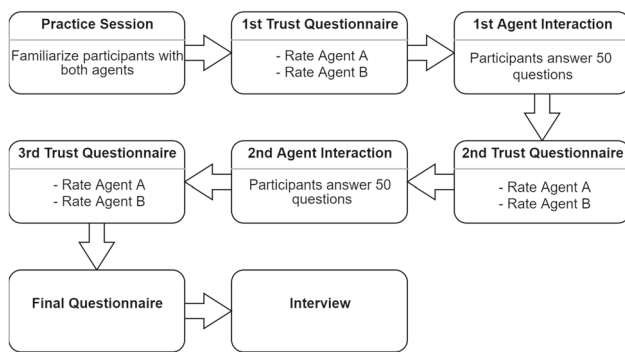 Practice Session
Familiarize participants with
both agents
1st Trust Questionnaire
- Rate Agent A
- Rate Agent B
1st Agent Interaction
Participants answer 50
questions
3rd Trust Questionnaire
- Rate Agent A
- Rate Agent B
2nd Agent Interaction
Participants answer 50
questions
2nd Trust Questionnaire
- Rate Agent A
- Rate Agent B
Final Questionnaire
Interview